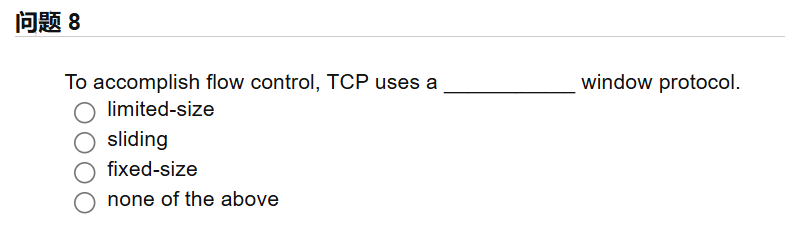 问题 8
To accomplish flow control, TCP uses a ____________ window protocol.
limited-size
sliding
fixed-size
none of the above